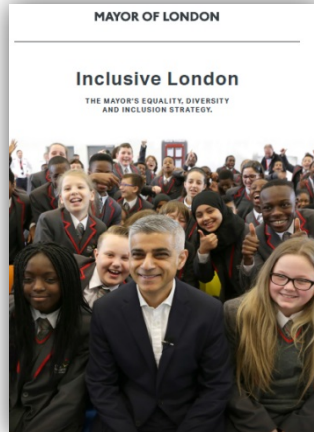 MAYOR OF LONDON
Inclusive London
THE MAYOR'S EQUALITY, DIVERSITY
AND INCLUSION STRATEGY.